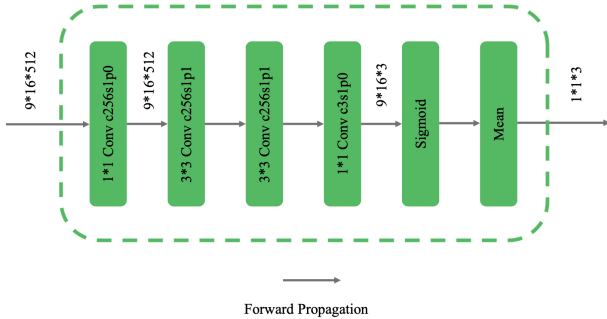 9*16*512
1*1 Conv c256s1p0
9*16*512
3*3 Conv c256s1p1
3*3 Conv c256s1p1
1*1 Conv c3s1p0
9*16*3
Sigmoid
Mean
1*1*3
Forward Propagation